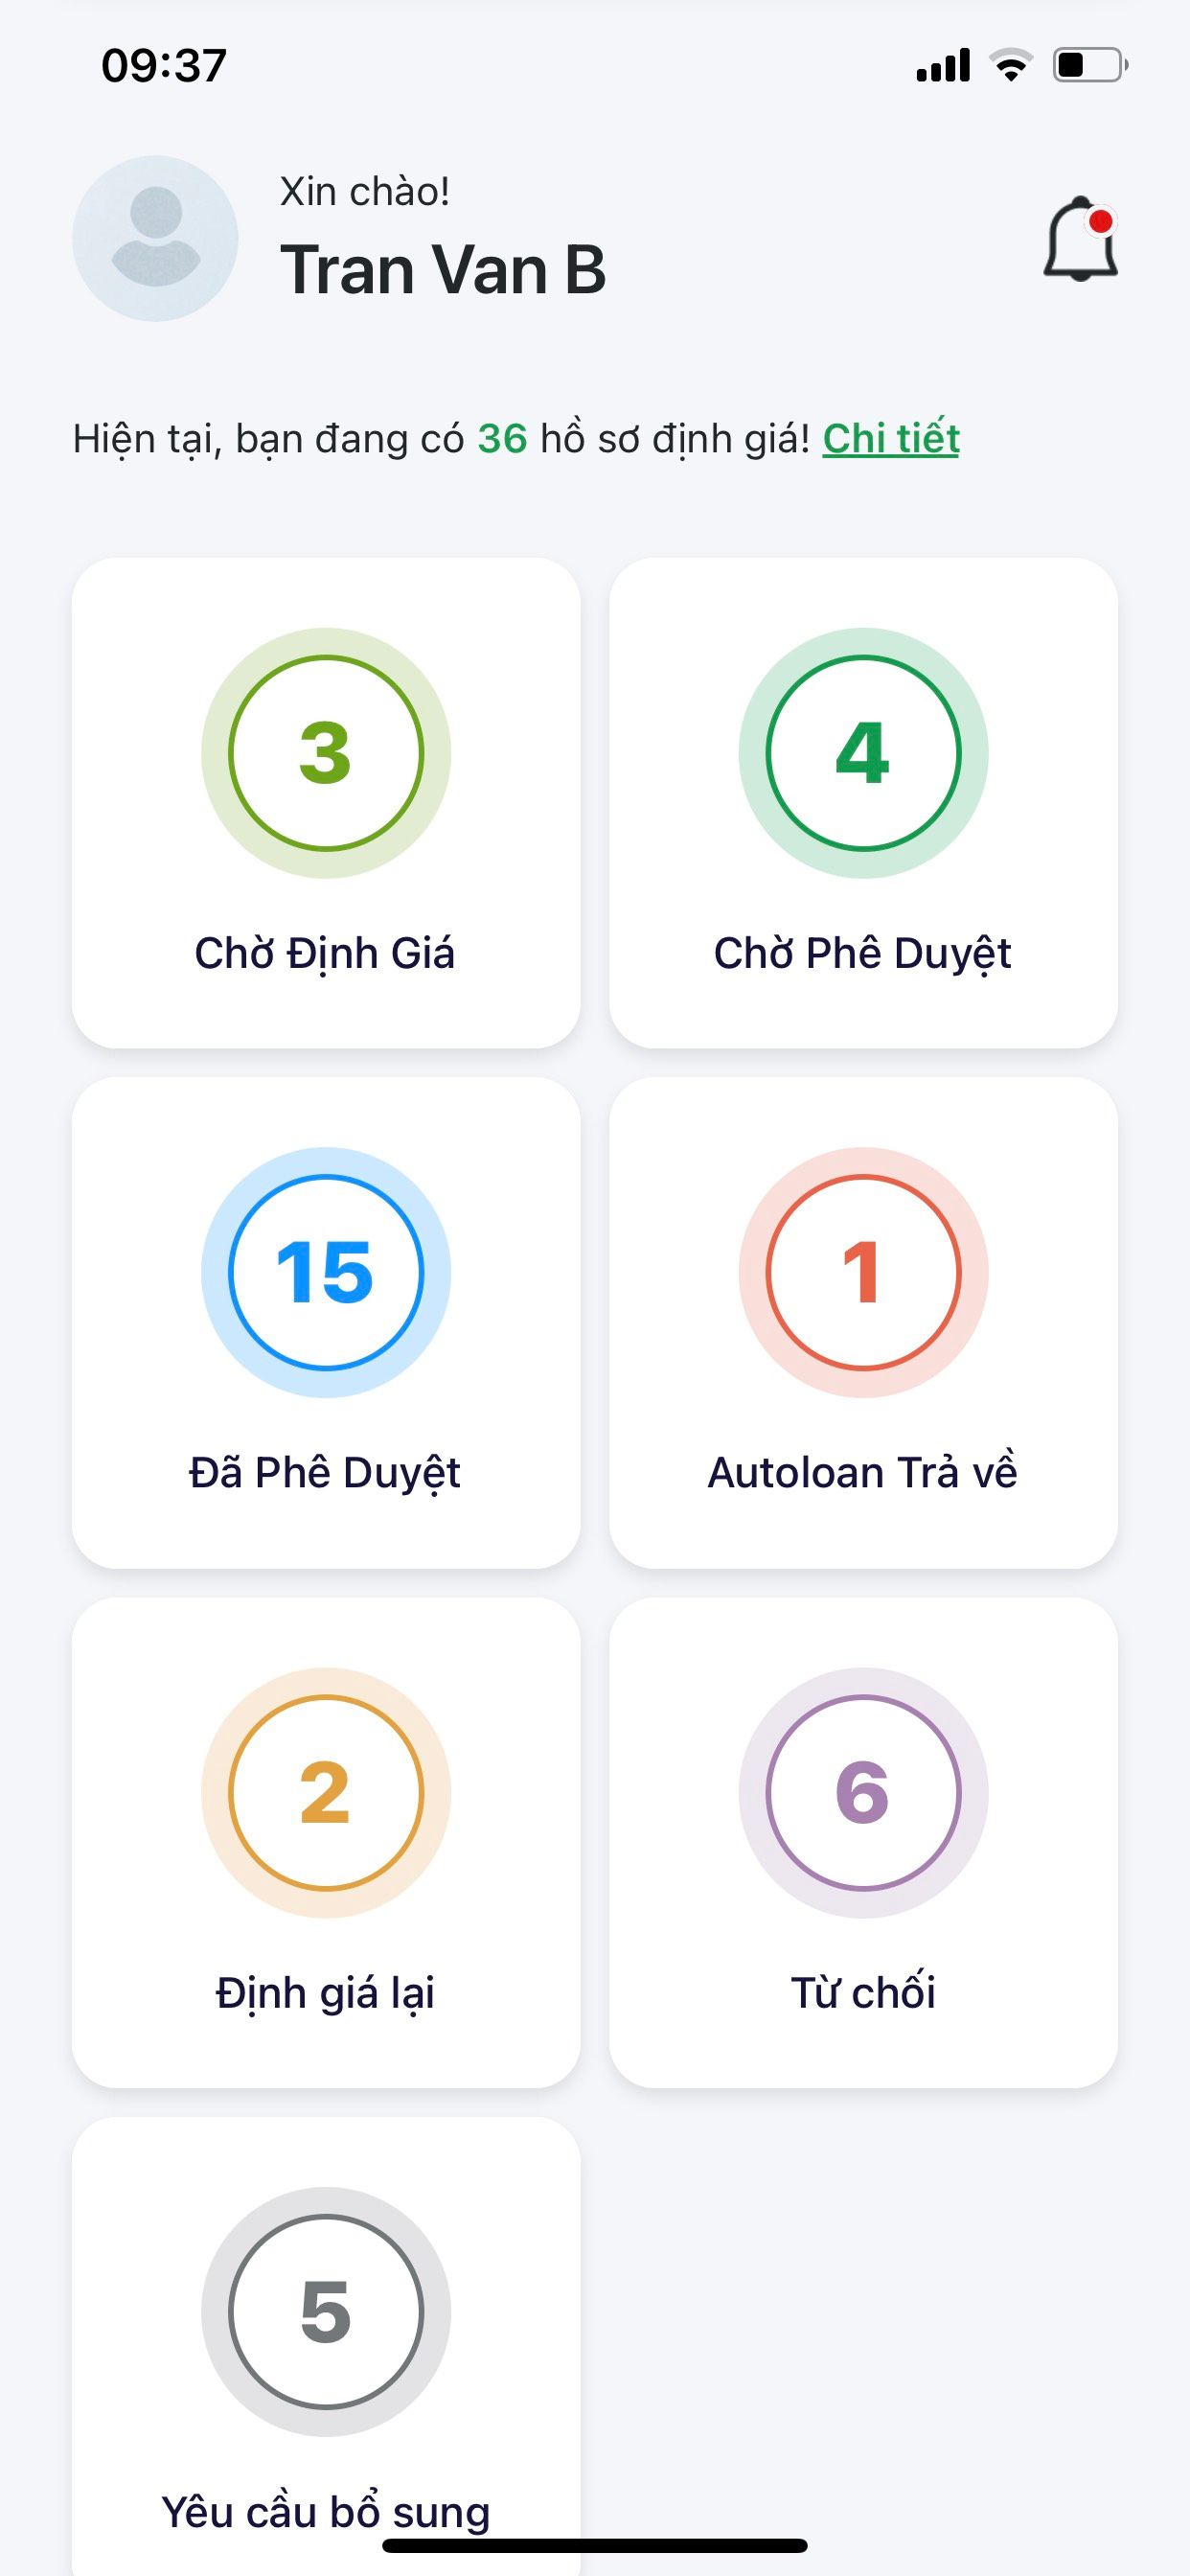 09:37
Xin chào!
Tran Van B
Hiện tại, bạn đang có 36 hồ sơ định giá! Chi tiết
3
4
Chờ Định Giá
Chờ Phê Duyệt
15
1
Đã Phê Duyệt
Autoloan Trả về
2
6
Định giá lại
Từ chối
5
Yêu cầu bổ sung